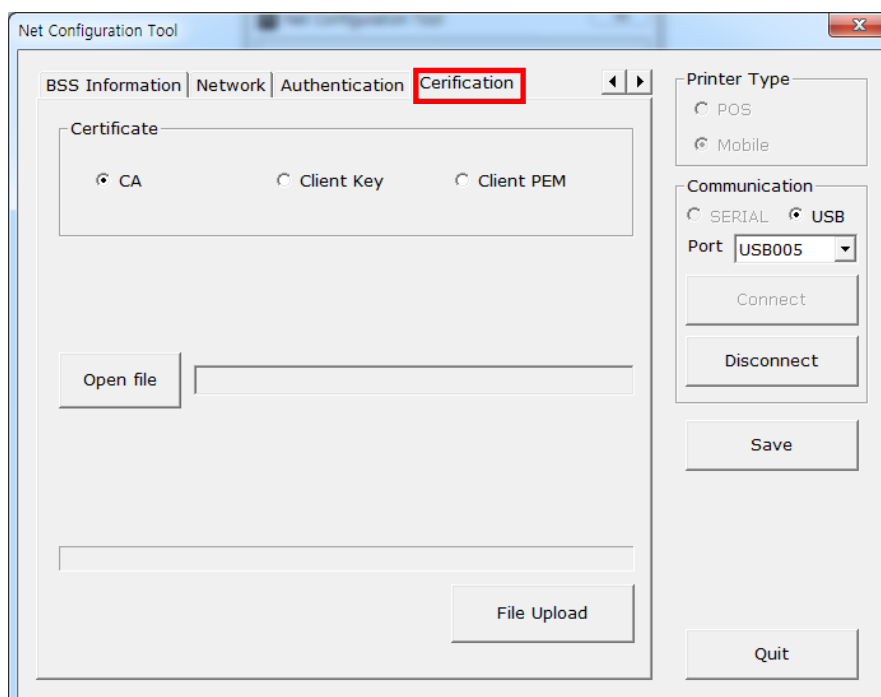 Net Configuration Tool
BSS Information Network Authentication Cerification
Certificate
CA Client Key Client PEM
Open file
File Upload
Printer Type
POS
Mobile
Communication
SERIAL USB
Port USB005
Connect
Disconnect
Save
Quit